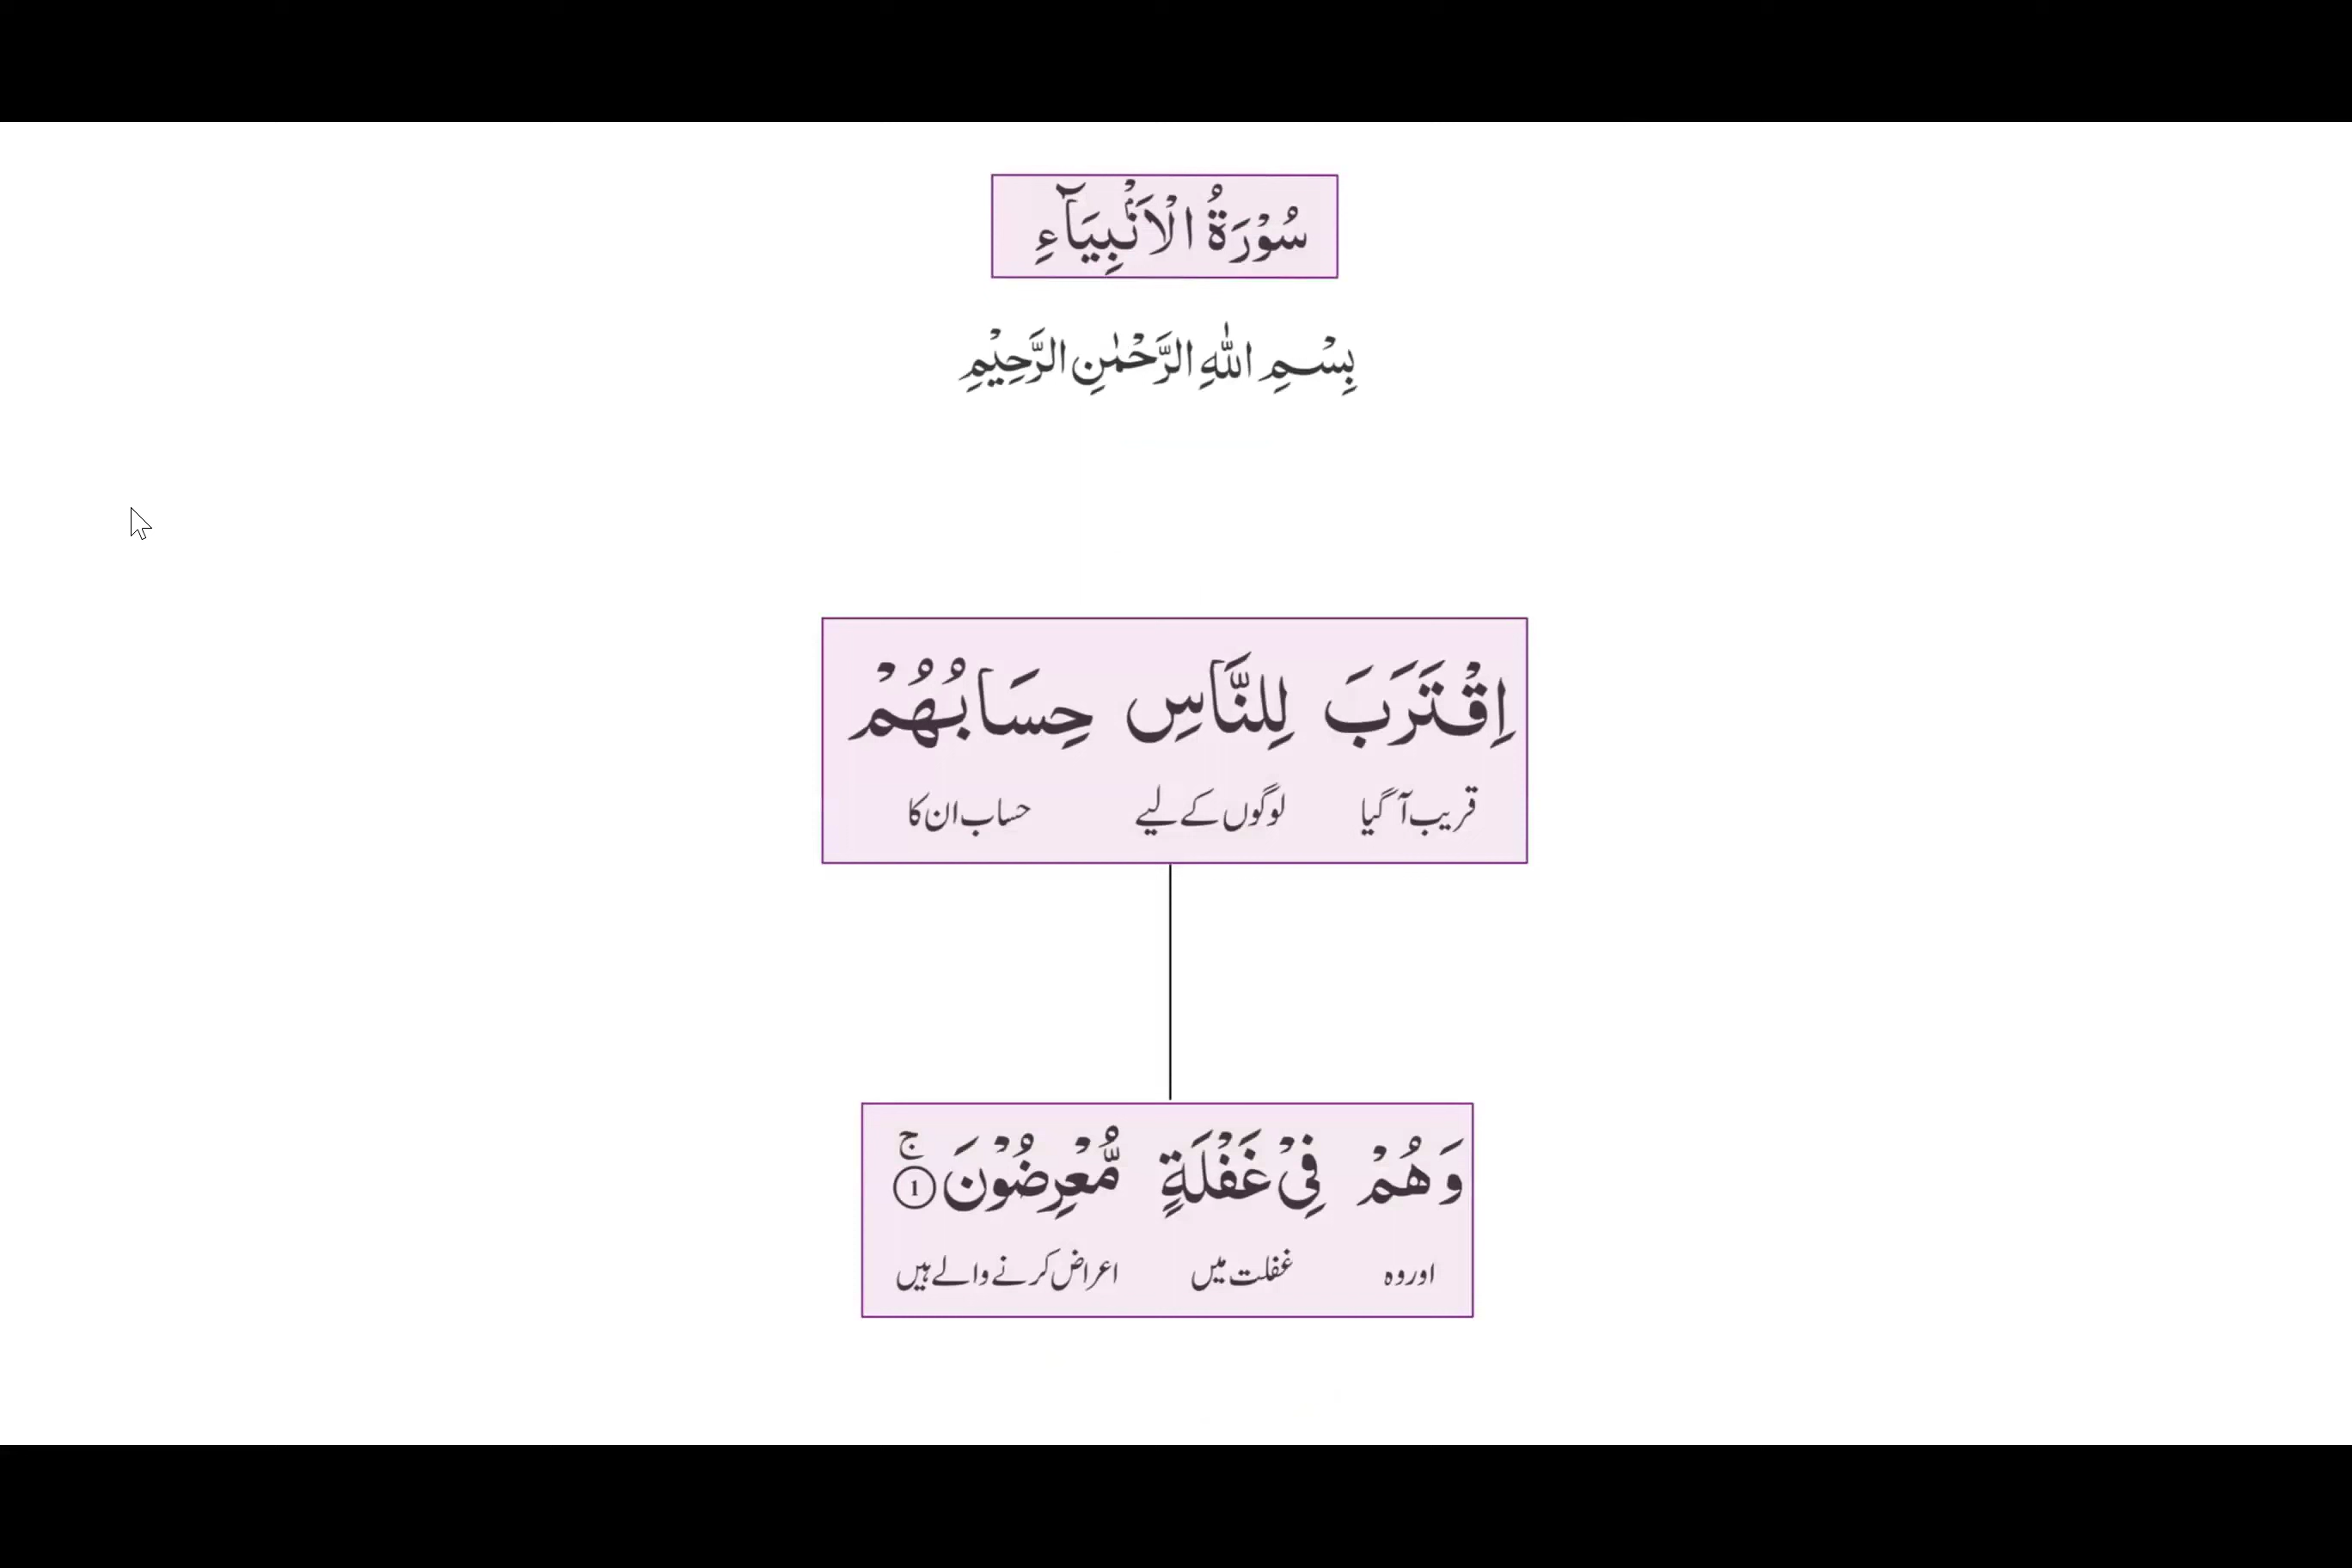 سُوْرَةُ الْاَنْۢبِيَآءِ
بِسْمِ اللّٰهِ الرَّحْمٰنِ الرَّحِيْمِ
اِقْتَرَبَ لِلنَّاسِ حِسَابُهُمْ
قریب آ گیا لوگوں کے لیے حساب ان کا
وَهُمْ فِيْ غَفْلَةٍ مُّعْرِضُوْنَ ۚ ①
اور وہ غفلت میں اعراض کرنے والے ہیں